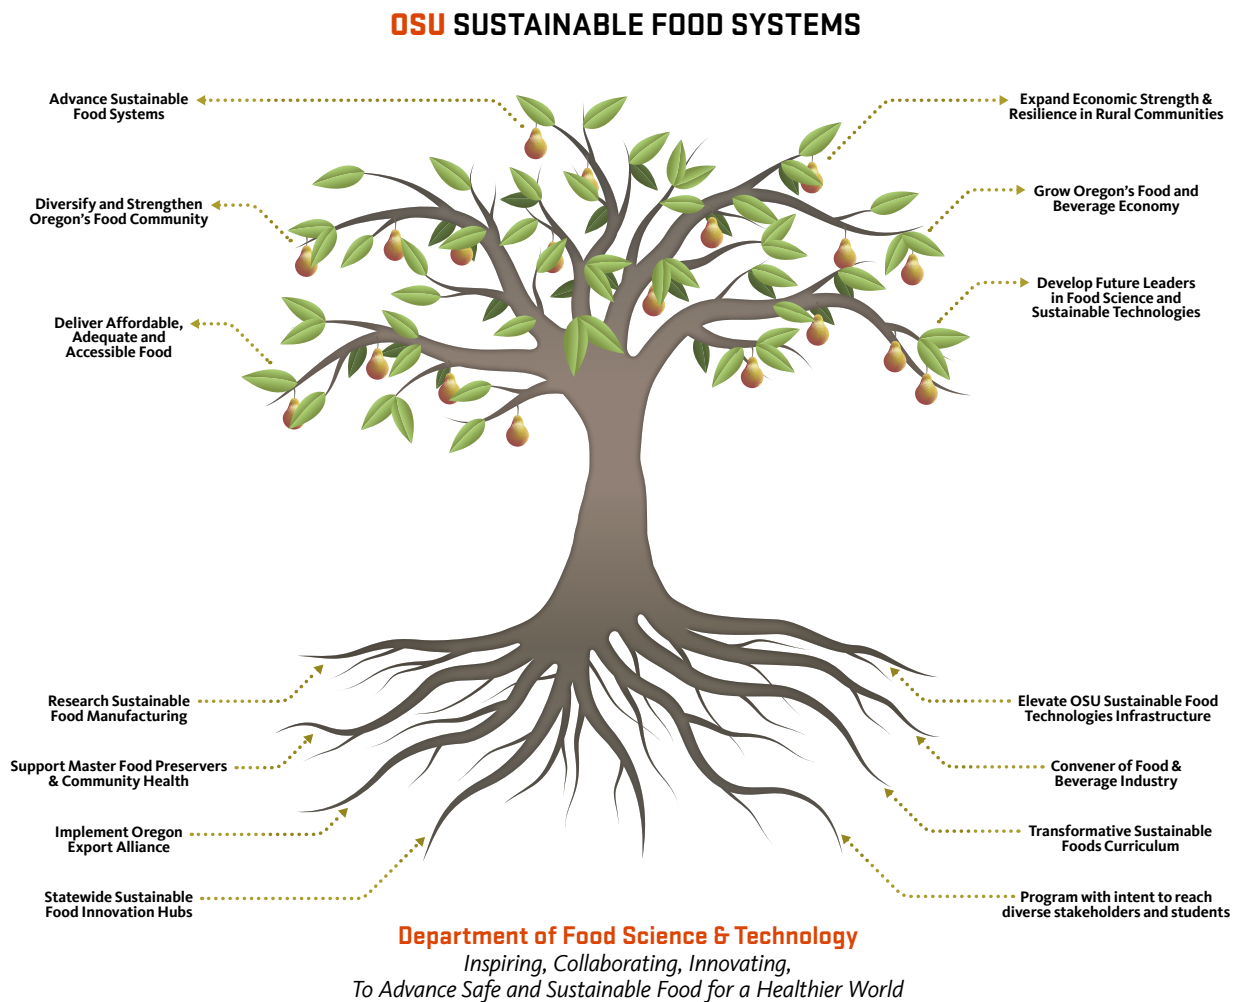 OSU SUSTAINABLE FOOD SYSTEMS
Advance Sustainable
Food Systems
Diversify and Strengthen
Oregon's Food Community
Deliver Affordable,
Adequate and
Accessible Food
Expand Economic Strength &
Resilience in Rural Communities
Grow Oregon's Food and
Beverage Economy
Develop Future Leaders
in Food Science and
Sustainable Technologies
Research Sustainable
Food Manufacturing
Support Master Food Preservers
& Community Health
Implement Oregon
Export Alliance
Statewide Sustainable
Food Innovation Hubs
Elevate OSU Sustainable Food
Technologies Infrastructure
Convener of Food &
Beverage Industry
Transformative Sustainable
Foods Curriculum
Program with intent to reach
diverse stakeholders and students
Department of Food Science & Technology
Inspiring, Collaborating, Innovating,
To Advance Safe and Sustainable Food for a Healthier World